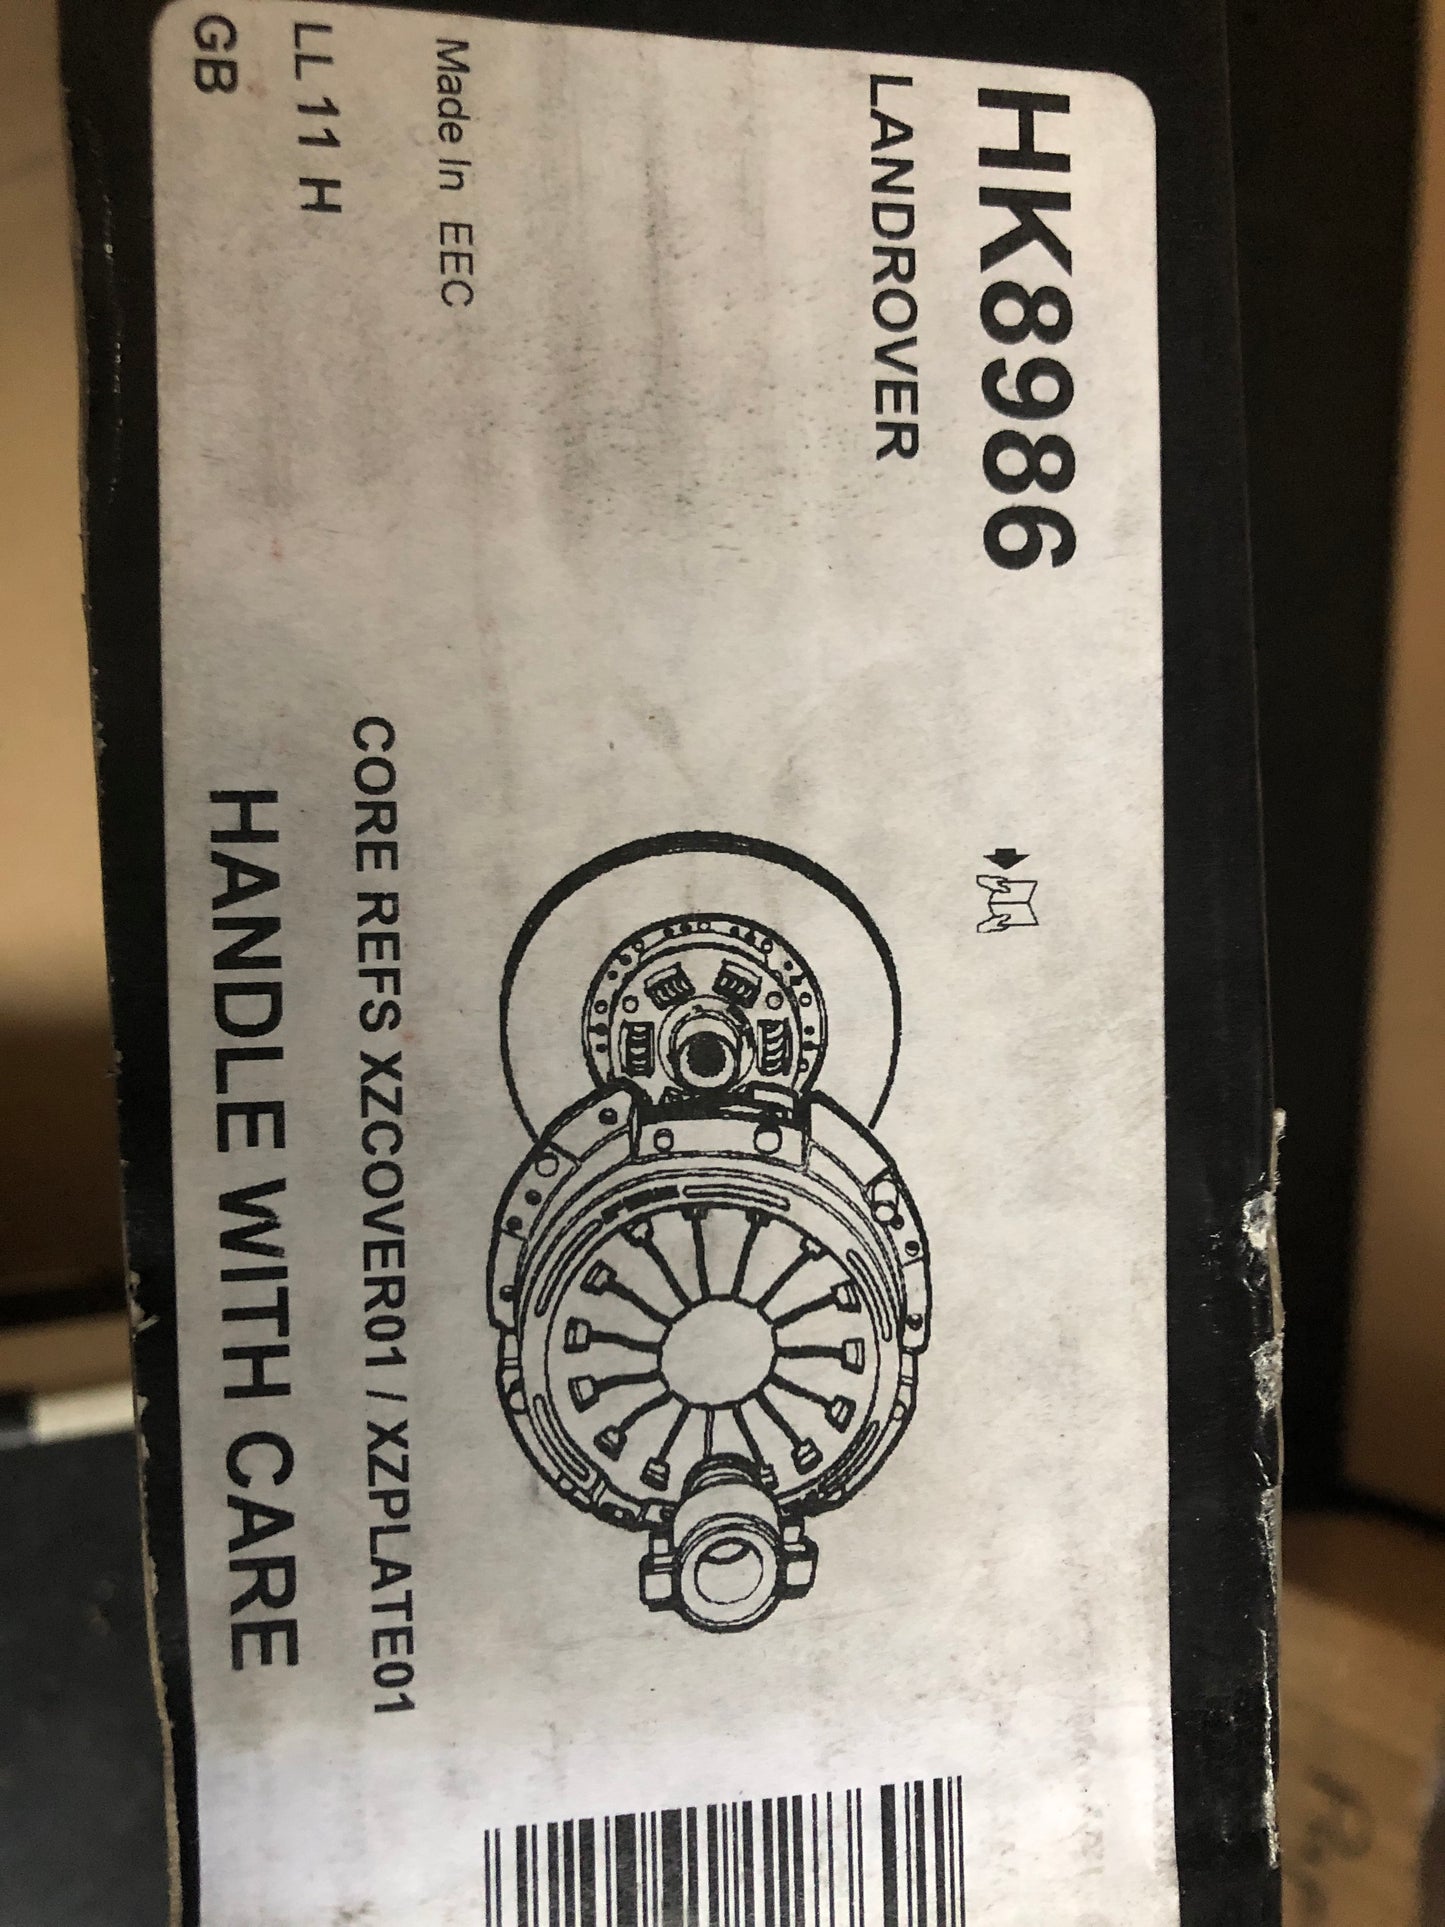 HK8986
LANDROVER
Made In EEC
LL 11 H
GB
CORE REFS XZCOVER01 / XZPLATE01
HANDLE WITH CARE